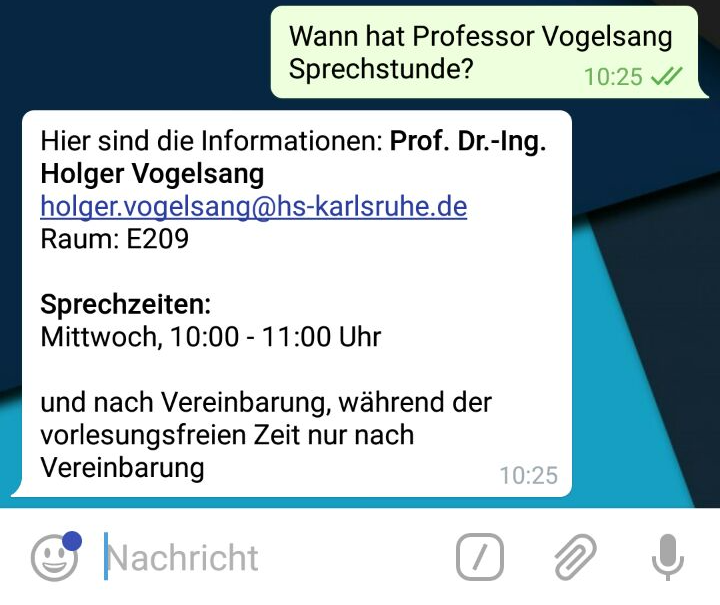 Wann hat Professor Vogelsang
Sprechstunde?
10:25
Hier sind die Informationen: Prof. Dr.-Ing.
Holger Vogelsang
holger.vogelsang@hs-karlsruhe.de
Raum: E209
Sprechzeiten:
Mittwoch, 10:00 - 11:00 Uhr
und nach Vereinbarung, während der
vorlesungsfreien Zeit nur nach
Vereinbarung
10:25
Nachricht